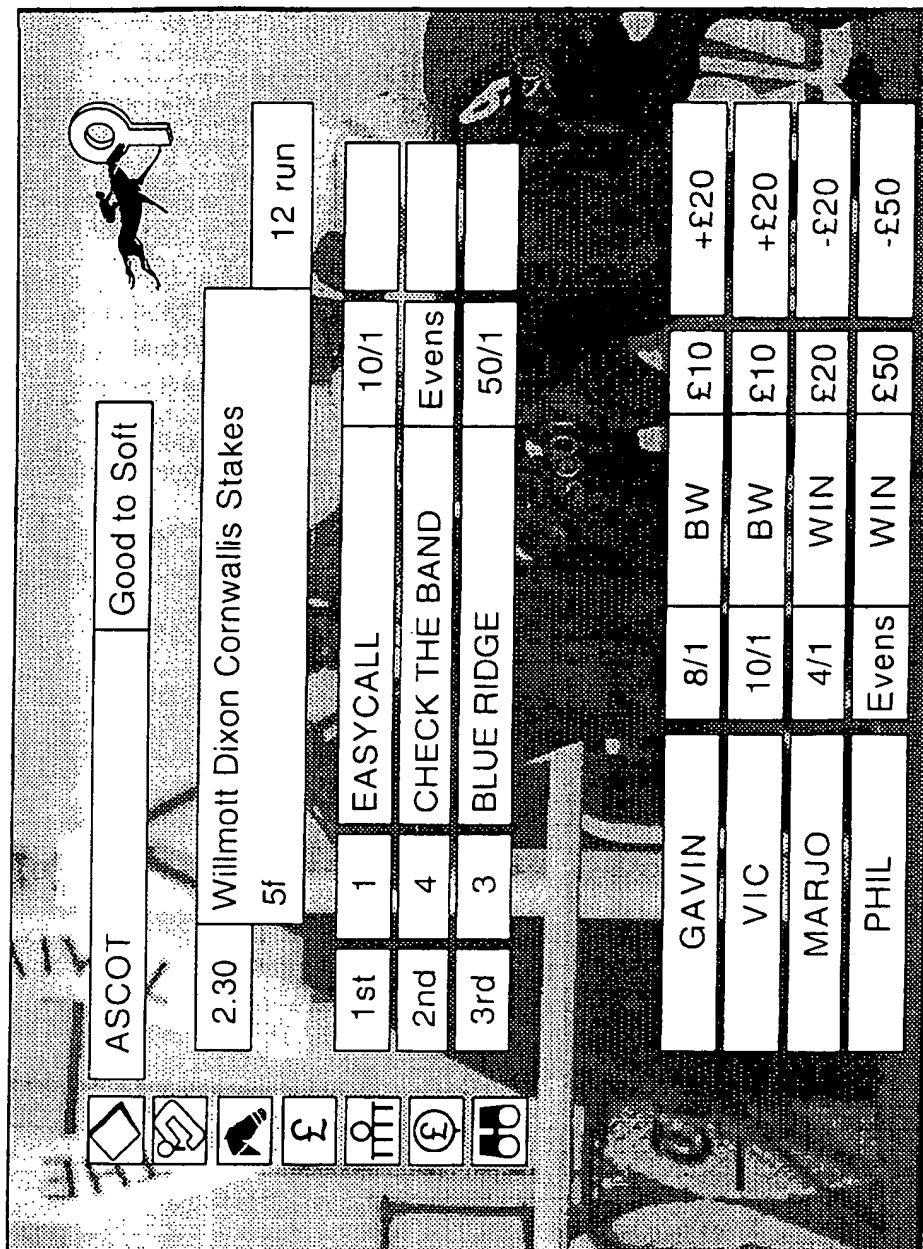 ASCOT Good to Soft
2.30 Willmott Dixon Cornwallis Stakes
5f 12 run
1st 1 EASYCALL 10/1
2nd 4 CHECK THE BAND Evens
3rd 3 BLUE RIDGE 50/1
GAVIN 8/1 BW £10 +£20
VIC 10/1 BW £10 +£20
MARJO 4/1 WIN £20 -£20
PHIL Evens WIN £50 -£50
£
£